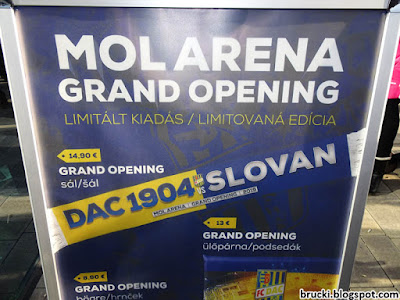 MOL ARENA
GRAND OPENING
LIMITÁLT KIADÁS / LIMITOVANÁ EDÍCIA
14,90 €
GRAND OPENING
sál/šál
DAC 1904 VS SLOVAN
MOL ARENA GRAND OPENING 2018
13 €
GRAND OPENING
ülőpárna/podsedák
9,90 €
GRAND OPENING
bögre/hrnček
FC DAC
brucki.blogspot.com